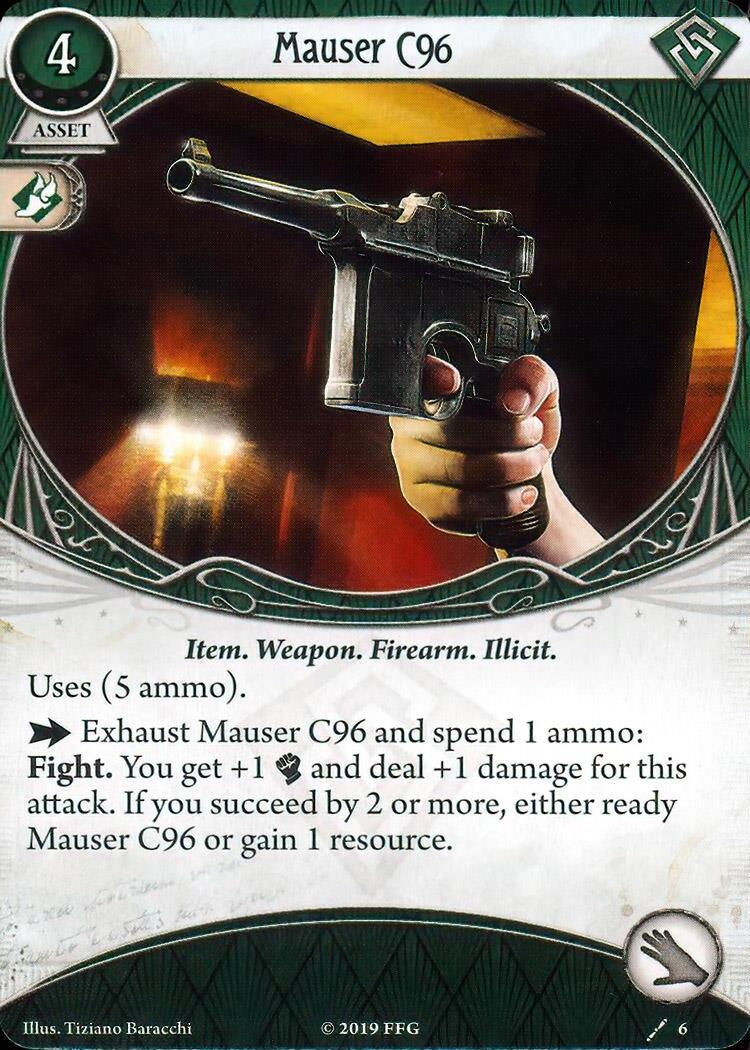 4
Mauser C96
ASSET
Item. Weapon. Firearm. Illicit.
Uses (5 ammo).
Exhaust Mauser C96 and spend 1 ammo:
Fight. You get +1 and deal +1 damage for this
attack. If you succeed by 2 or more, either ready
Mauser C96 or gain 1 resource.
Illus. Tiziano Baracchi
© 2019 FFG
6